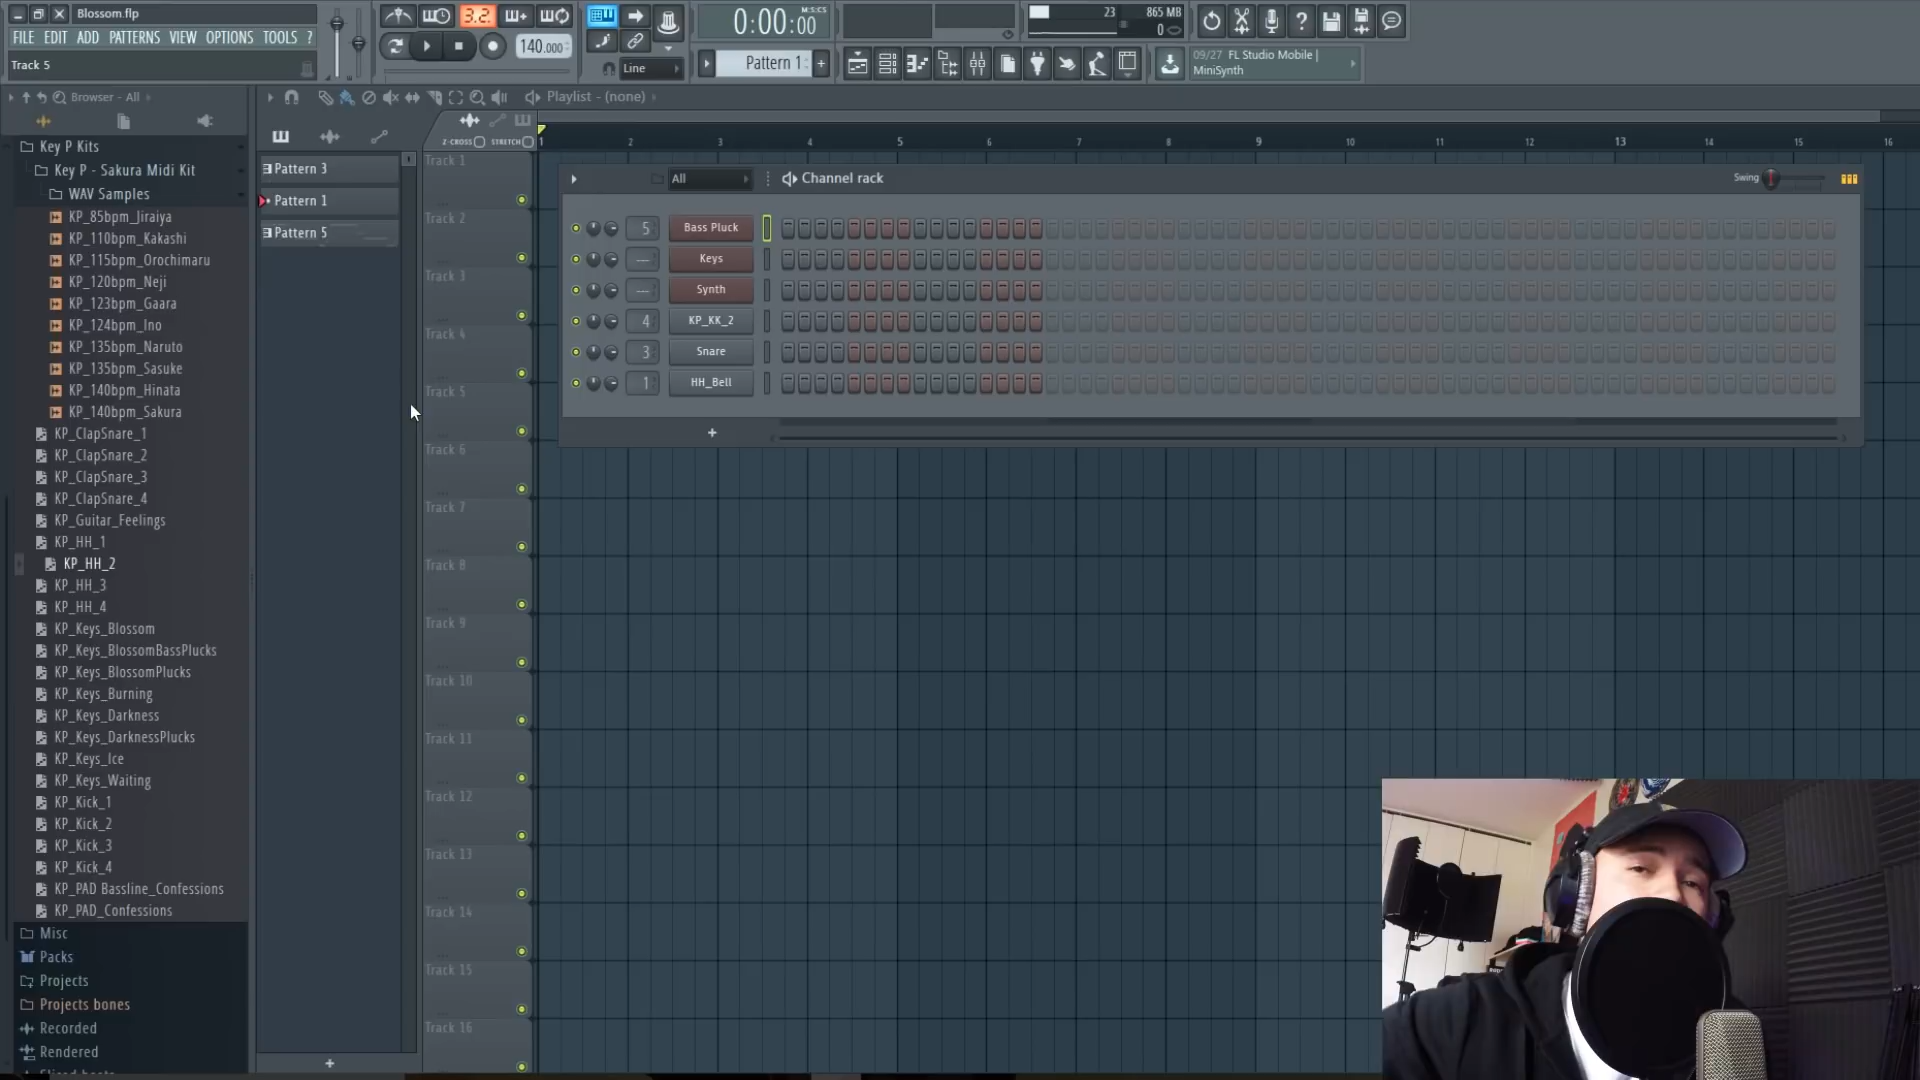 Blossom.flp
FILE EDIT ADD PATTERNS VIEW OPTIONS TOOLS ?
Track 5
3.2.
140.000
Line
0:00:00
M:S:CS
Pattern 1
+
23
865 MB
0
09/27 FL Studio Mobile |
MiniSynth
Browser - All
Playlist - (none)
Z-CROSS STRETCH
1 2 3 4 5 6 7 8 9 10 11 12 13 14 15 16
Key P Kits
Key P - Sakura Midi Kit
WAV Samples
KP_85bpm_Jiraiya
KP_110bpm_Kakashi
KP_115bpm_Orochimaru
KP_120bpm_Neji
KP_123bpm_Gaara
KP_124bpm_Ino
KP_135bpm_Naruto
KP_135bpm_Sasuke
KP_140bpm_Hinata
KP_140bpm_Sakura
KP_ClapSnare_1
KP_ClapSnare_2
KP_ClapSnare_3
KP_ClapSnare_4
KP_Guitar_Feelings
KP_HH_1
KP_HH_2
KP_HH_3
KP_HH_4
KP_Keys_Blossom
KP_Keys_BlossomBassPlucks
KP_Keys_BlossomPlucks
KP_Keys_Burning
KP_Keys_Darkness
KP_Keys_DarknessPlucks
KP_Keys_Ice
KP_Keys_Waiting
KP_Kick_1
KP_Kick_2
KP_Kick_3
KP_Kick_4
KP_PAD Bassline_Confessions
KP_PAD_Confessions
Misc
Packs
Projects
Projects bones
Recorded
Rendered
Pattern 3
Pattern 1
Pattern 5
+
Track 1
Track 2
Track 3
Track 4
Track 5
Track 6
Track 7
Track 8
Track 9
Track 10
Track 11
Track 12
Track 13
Track 14
Track 15
Track 16
All
Channel rack
Swing
5 Bass Pluck
--- Keys
--- Synth
4 KP_KK_2
3 Snare
1 HH_Bell
+